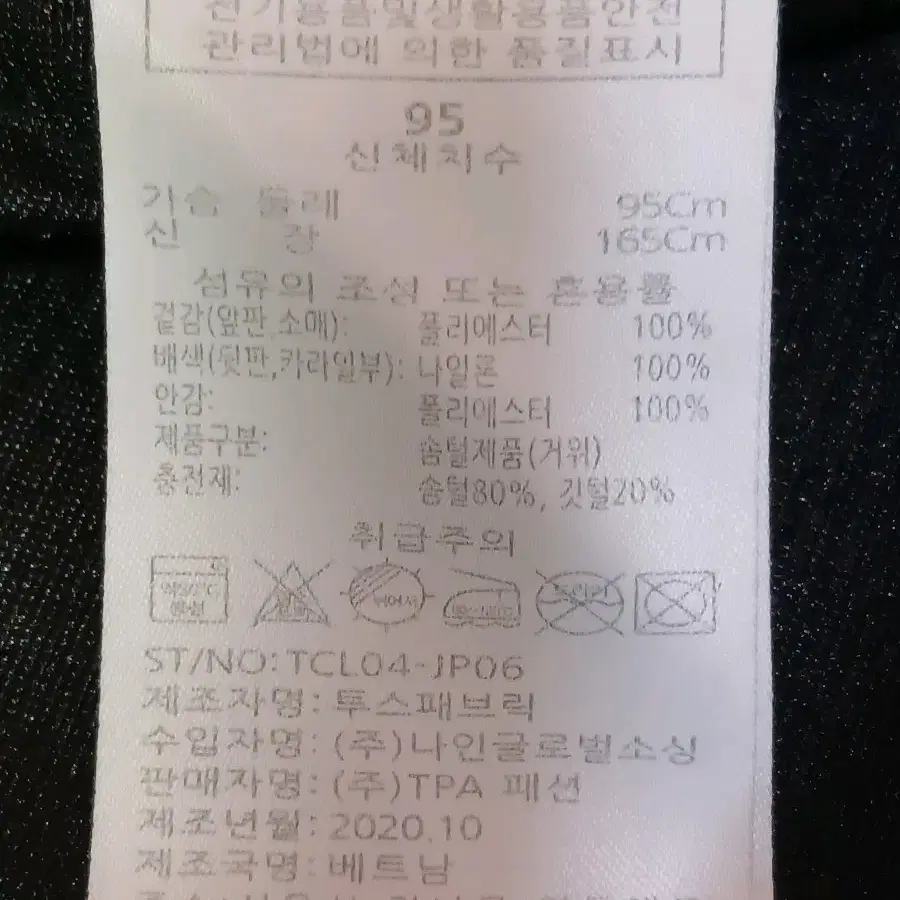 전기용품및생활용품안전
관리법에 의한 품질표시
95
신체치수
가슴 둘레 95Cm
신 장 165Cm
섬유의 조성 또는 혼용률
겉감(앞판,소매): 폴리에스터 100%
배색(뒷판,카라일부): 나일론 100%
안감: 폴리에스터 100%
제품구분: 솜털제품(거위)
충전재: 솜털80%, 깃털20%
취급주의
뉘어서 드라이
ST/NO:TCL04-JP06
제조자명:투스패브릭
수입자명:(주)나인글로벌소싱
판매자명:(주)TPA 패션
제조년월:2020.10
제조국명:베트남